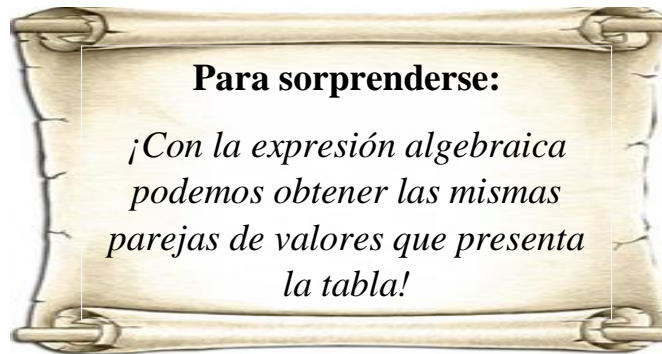 Para sorprenderse:
¡Con la expresión algebraica
podemos obtener las mismas
parejas de valores que presenta
la tabla!